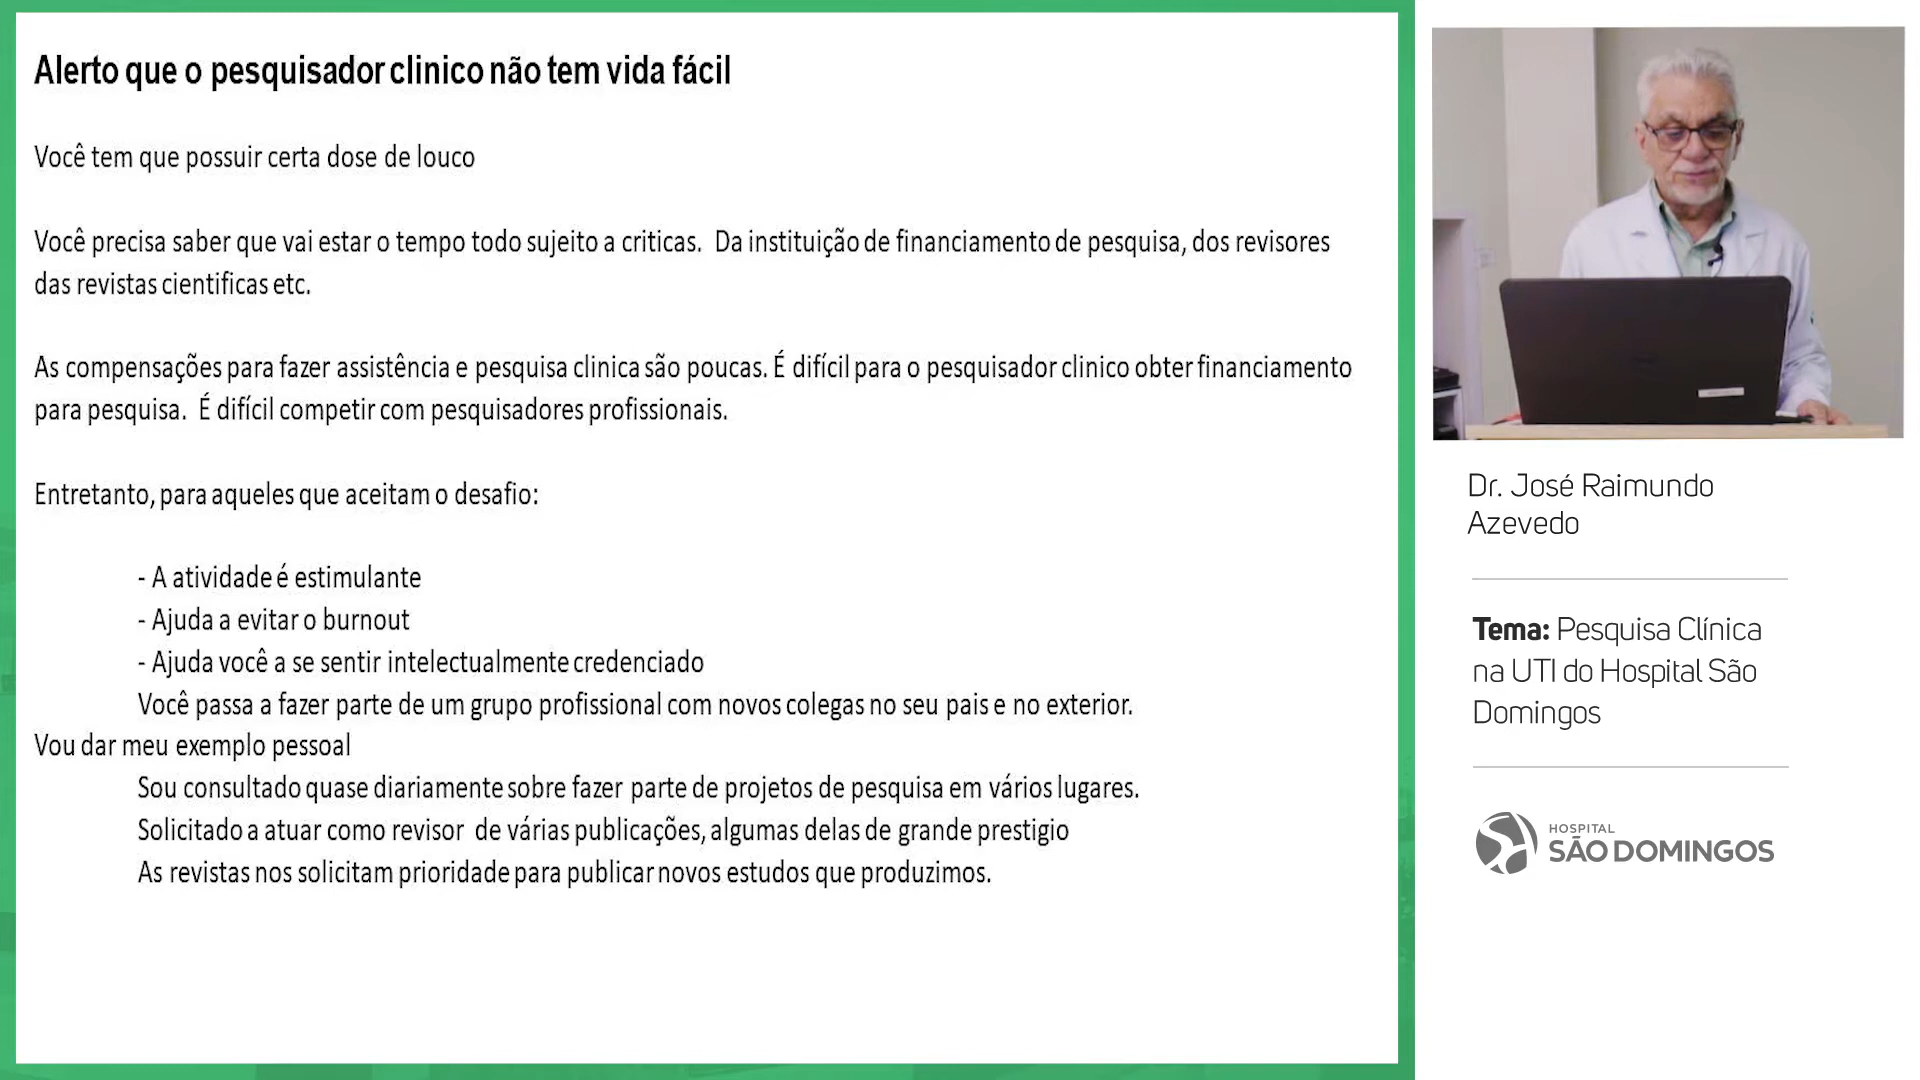 Alerto que o pesquisador clinico não tem vida fácil
Você tem que possuir certa dose de louco
Você precisa saber que vai estar o tempo todo sujeito a criticas. Da instituição de financiamento de pesquisa, dos revisores
das revistas cientificas etc.
As compensações para fazer assistência e pesquisa clinica são poucas. É difícil para o pesquisador clinico obter financiamento
para pesquisa. É difícil competir com pesquisadores profissionais.
Entretanto, para aqueles que aceitam o desafio:
- A atividade é estimulante
- Ajuda a evitar o burnout
- Ajuda você a se sentir intelectualmente credenciado
Você passa a fazer parte de um grupo profissional com novos colegas no seu pais e no exterior.
Vou dar meu exemplo pessoal
Sou consultado quase diariamente sobre fazer parte de projetos de pesquisa em vários lugares.
Solicitado a atuar como revisor de várias publicações, algumas delas de grande prestigio
As revistas nos solicitam prioridade para publicar novos estudos que produzimos.
Dr. José Raimundo
Azevedo
Tema: Pesquisa Clínica
na UTI do Hospital São
Domingos
HOSPITAL
SÃO DOMINGOS